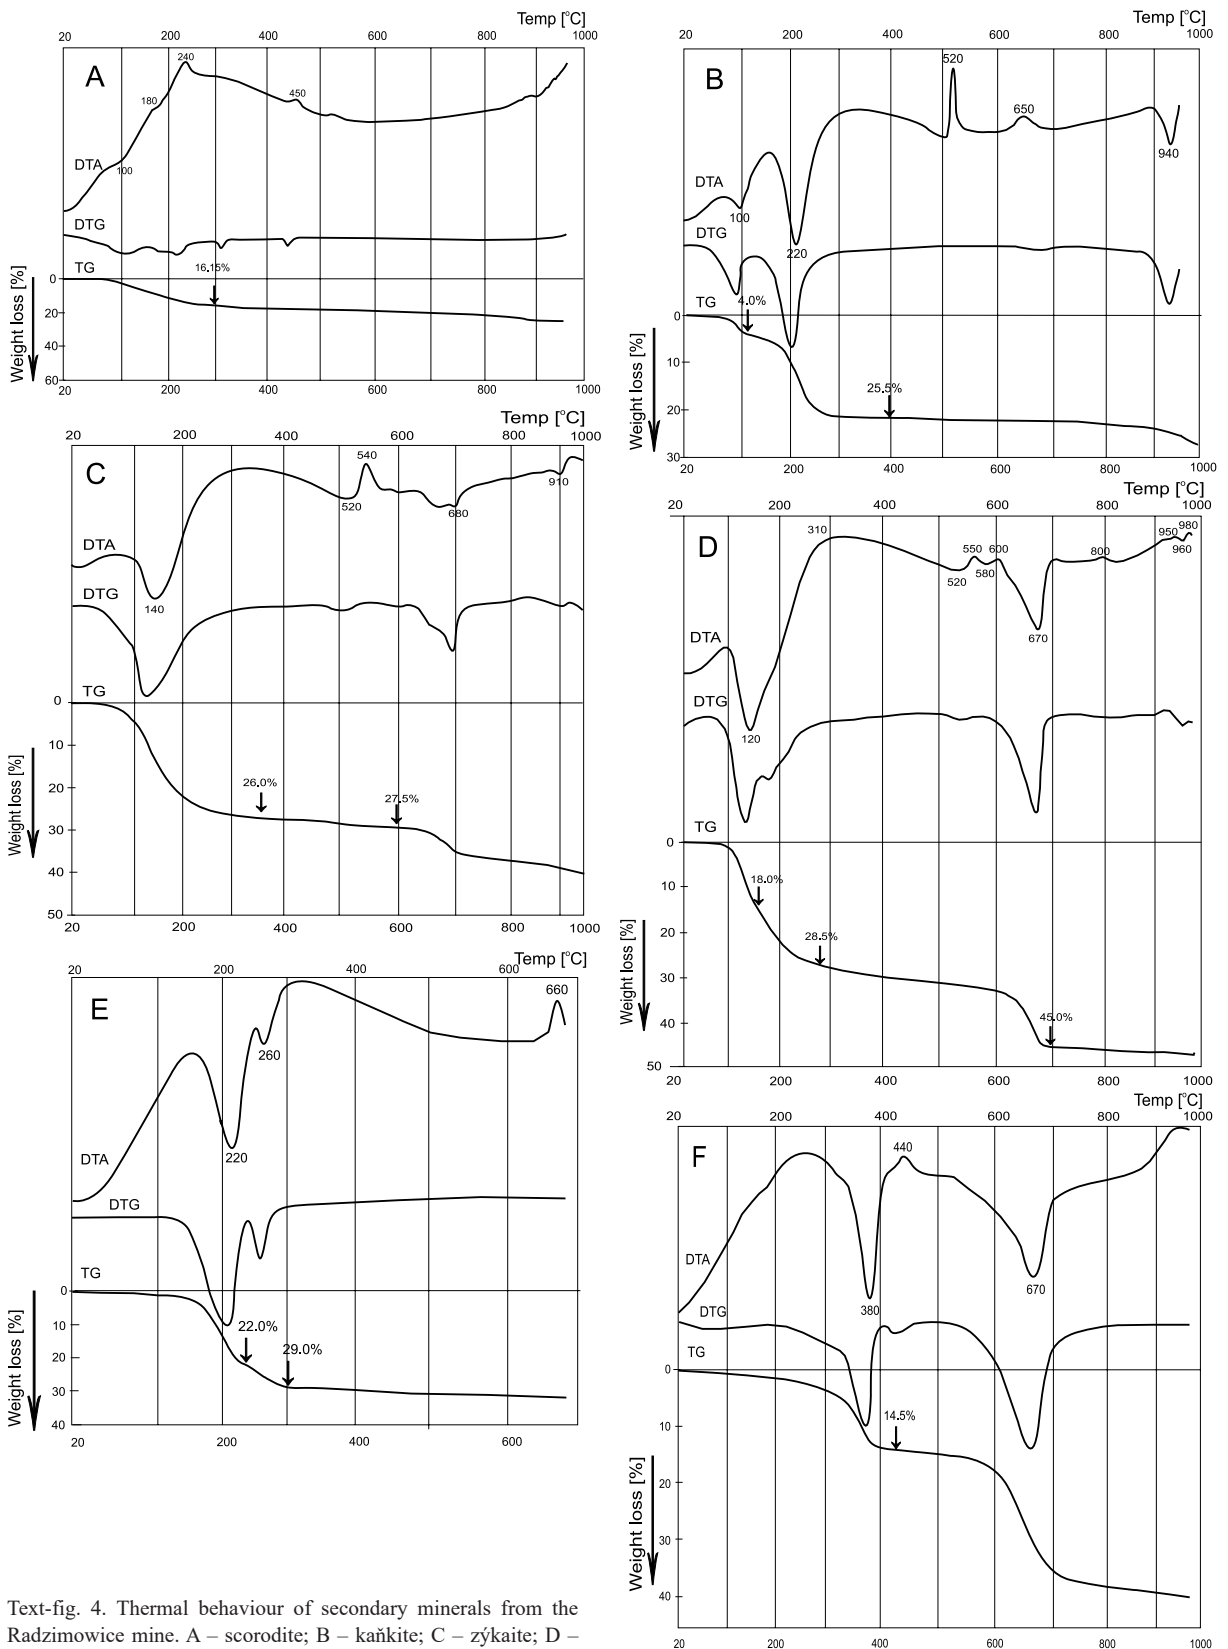 Temp [°C]
20 200 400 600 800 1000
A
240
180
450
DTA
100
DTG
16.15%
TG
0
20
40
60
Weight loss [%]
20 200 400 600 800 1000
Temp [°C]
20 200 400 600 800 1000
B
520
650
940
DTA
100
DTG
220
4.0%
TG
0
10
20
30
25.5%
Weight loss [%]
20 200 400 600 800 1000
Temp [°C]
20 200 400 600 800 1000
C
540
520
910
680
DTA
140
DTG
TG
0
10
20
30
40
50
26.0%
27.5%
Weight loss [%]
20 200 400 600 800 1000
Temp [°C]
20 200 400 600 800 1000
D
310
950 980
550 600
800
960
520
580
670
DTA
DTG
120
TG
0
10
20
30
40
50
18.0%
28.5%
45.0%
Weight loss [%]
20 200 400 600 800 1000
Temp [°C]
20 200 400 600
E
660
260
220
DTA
DTG
TG
0
10
20
30
40
22.0%
29.0%
Weight loss [%]
20 200 400 600
Temp [°C]
20 200 400 600 800 1000
F
440
DTA
670
DTG
380
TG
0
10
20
30
40
14.5%
Weight loss [%]
20 200 400 600 800 1000
Text-fig. 4. Thermal behaviour of secondary minerals from the
Radzimowice mine. A – scorodite; B – kaňkite; C – zýkaite; D –